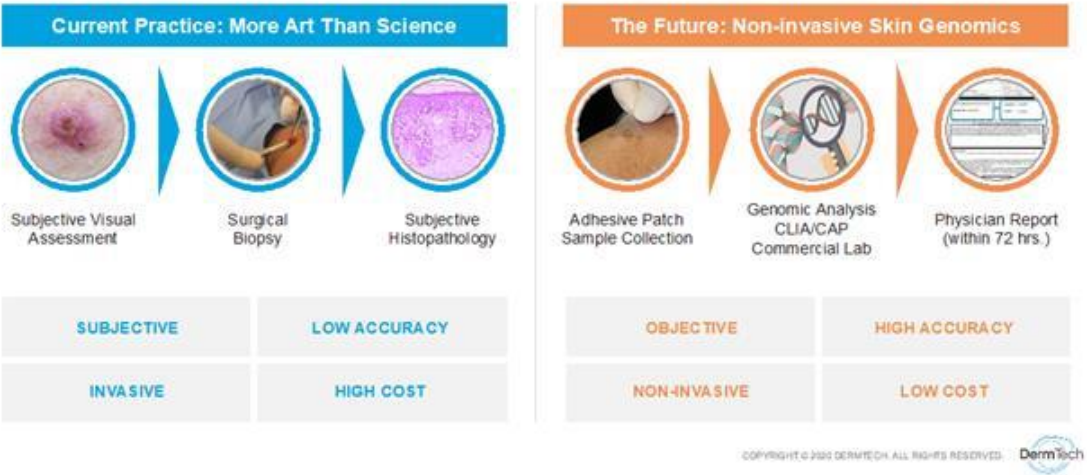 Current Practice: More Art Than Science
Subjective Visual
Assessment
Surgical
Biopsy
Subjective
Histopathology
SUBJECTIVE
LOW ACCURACY
INVASIVE
HIGH COST
The Future: Non-invasive Skin Genomics
Adhesive Patch
Sample Collection
Genomic Analysis
CLIA/CAP
Commercial Lab
Physician Report
(within 72 hrs.)
OBJECTIVE
HIGH ACCURACY
NON-INVASIVE
LOW COST
COPYRIGHT © 2020 DERMTECH. ALL RIGHTS RESERVED.
DermTech